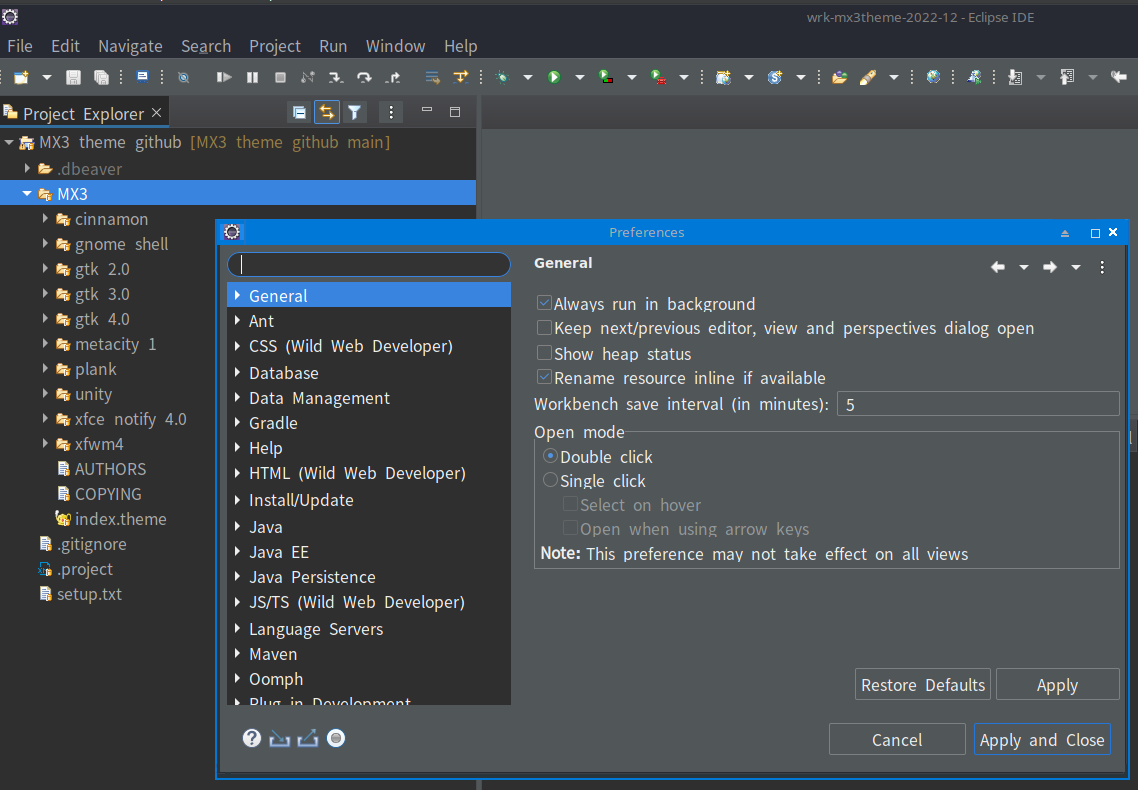 wrk-mx3theme-2022-12 - Eclipse IDE
File Edit Navigate Search Project Run Window Help
Project Explorer
MX3 theme github [MX3 theme github main]
.dbeaver
MX3
cinnamon
gnome shell
gtk 2.0
gtk 3.0
gtk 4.0
metacity 1
plank
unity
xfce notify 4.0
xfwm4
AUTHORS
COPYING
index.theme
.gitignore
.project
setup.txt
Preferences
General
Ant
CSS (Wild Web Developer)
Database
Data Management
Gradle
Help
HTML (Wild Web Developer)
Install/Update
Java
Java EE
Java Persistence
JS/TS (Wild Web Developer)
Language Servers
Maven
Oomph
Plug-in Development
General
Always run in background
Keep next/previous editor, view and perspectives dialog open
Show heap status
Rename resource inline if available
Workbench save interval (in minutes): 5
Open mode
Double click
Single click
Select on hover
Open when using arrow keys
Note: This preference may not take effect on all views
Restore Defaults Apply
Cancel Apply and Close